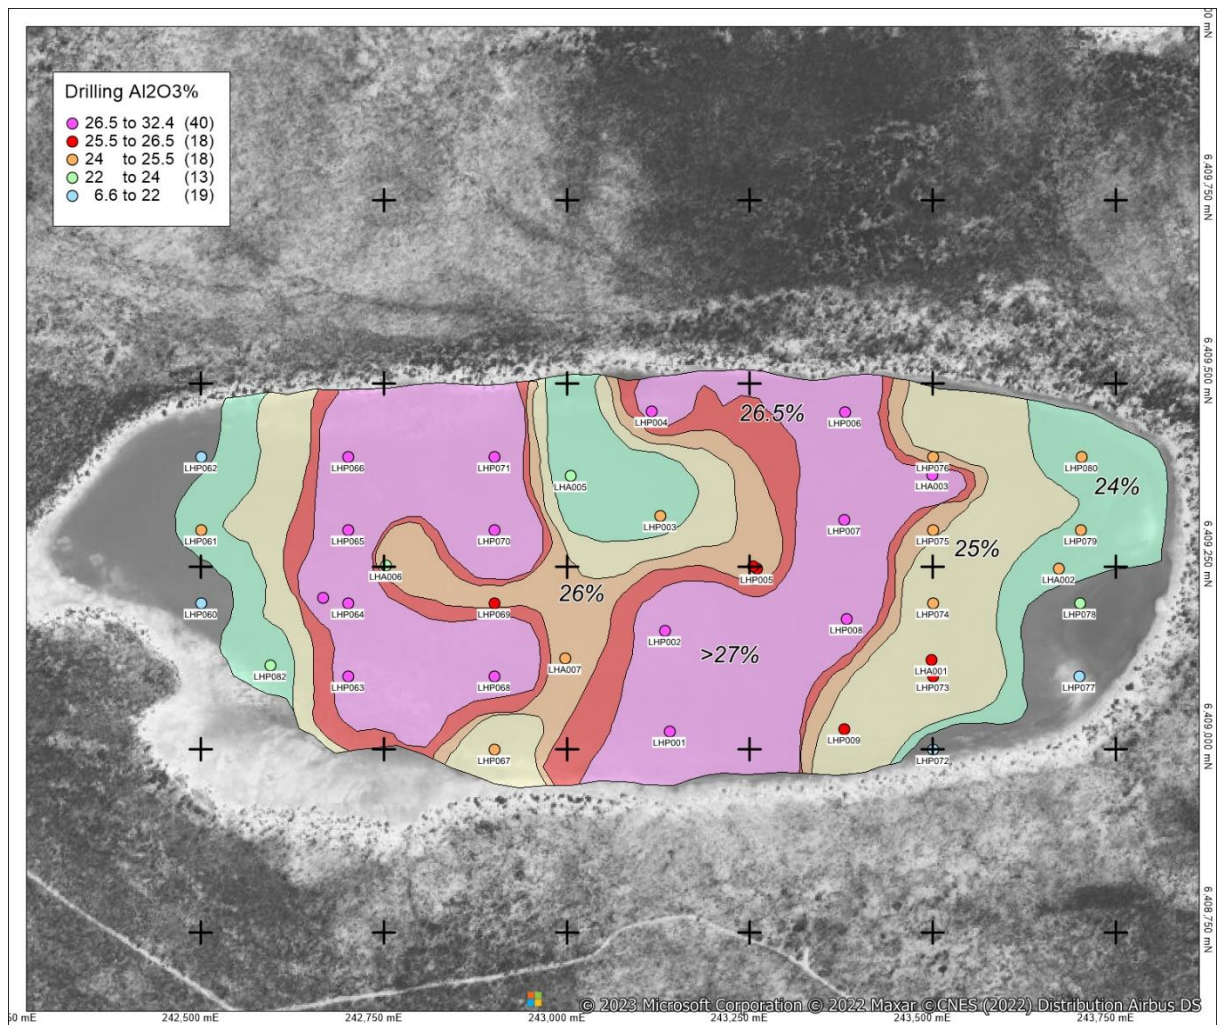 00 mN
Drilling Al2O3%
26.5 to 32.4 (40)
25.5 to 26.5 (18)
24 to 25.5 (18)
22 to 24 (13)
6.6 to 22 (19)
6,409,750 mN
6,409,500 mN
LHP004
26.5%
LHP006
LHP062
LHP066
LHP071
LHP076
LHP080
LHA005
LHA003
24%
LHP003
LHP061
LHP065
LHP070
LHP007
LHP075
LHP079
25%
6,409,250 mN
LHA006
LHP005
LHA002
26%
LHP060
LHP064
LHP069
LHP074
LHP078
LHP002
LHP008
>27%
LHA007
LHA001
LHP082
LHP063
LHP068
LHP073
LHP077
LHP001
LHP009
6,409,000 mN
LHP067
LHP072
6,408,750 mN
© 2023 Microsoft Corporation © 2022 Maxar ©CNES (2022) Distribution Airbus DS
50 mE
242,500 mE
242,750 mE
243,000 mE
243,250 mE
243,500 mE
243,750 mE